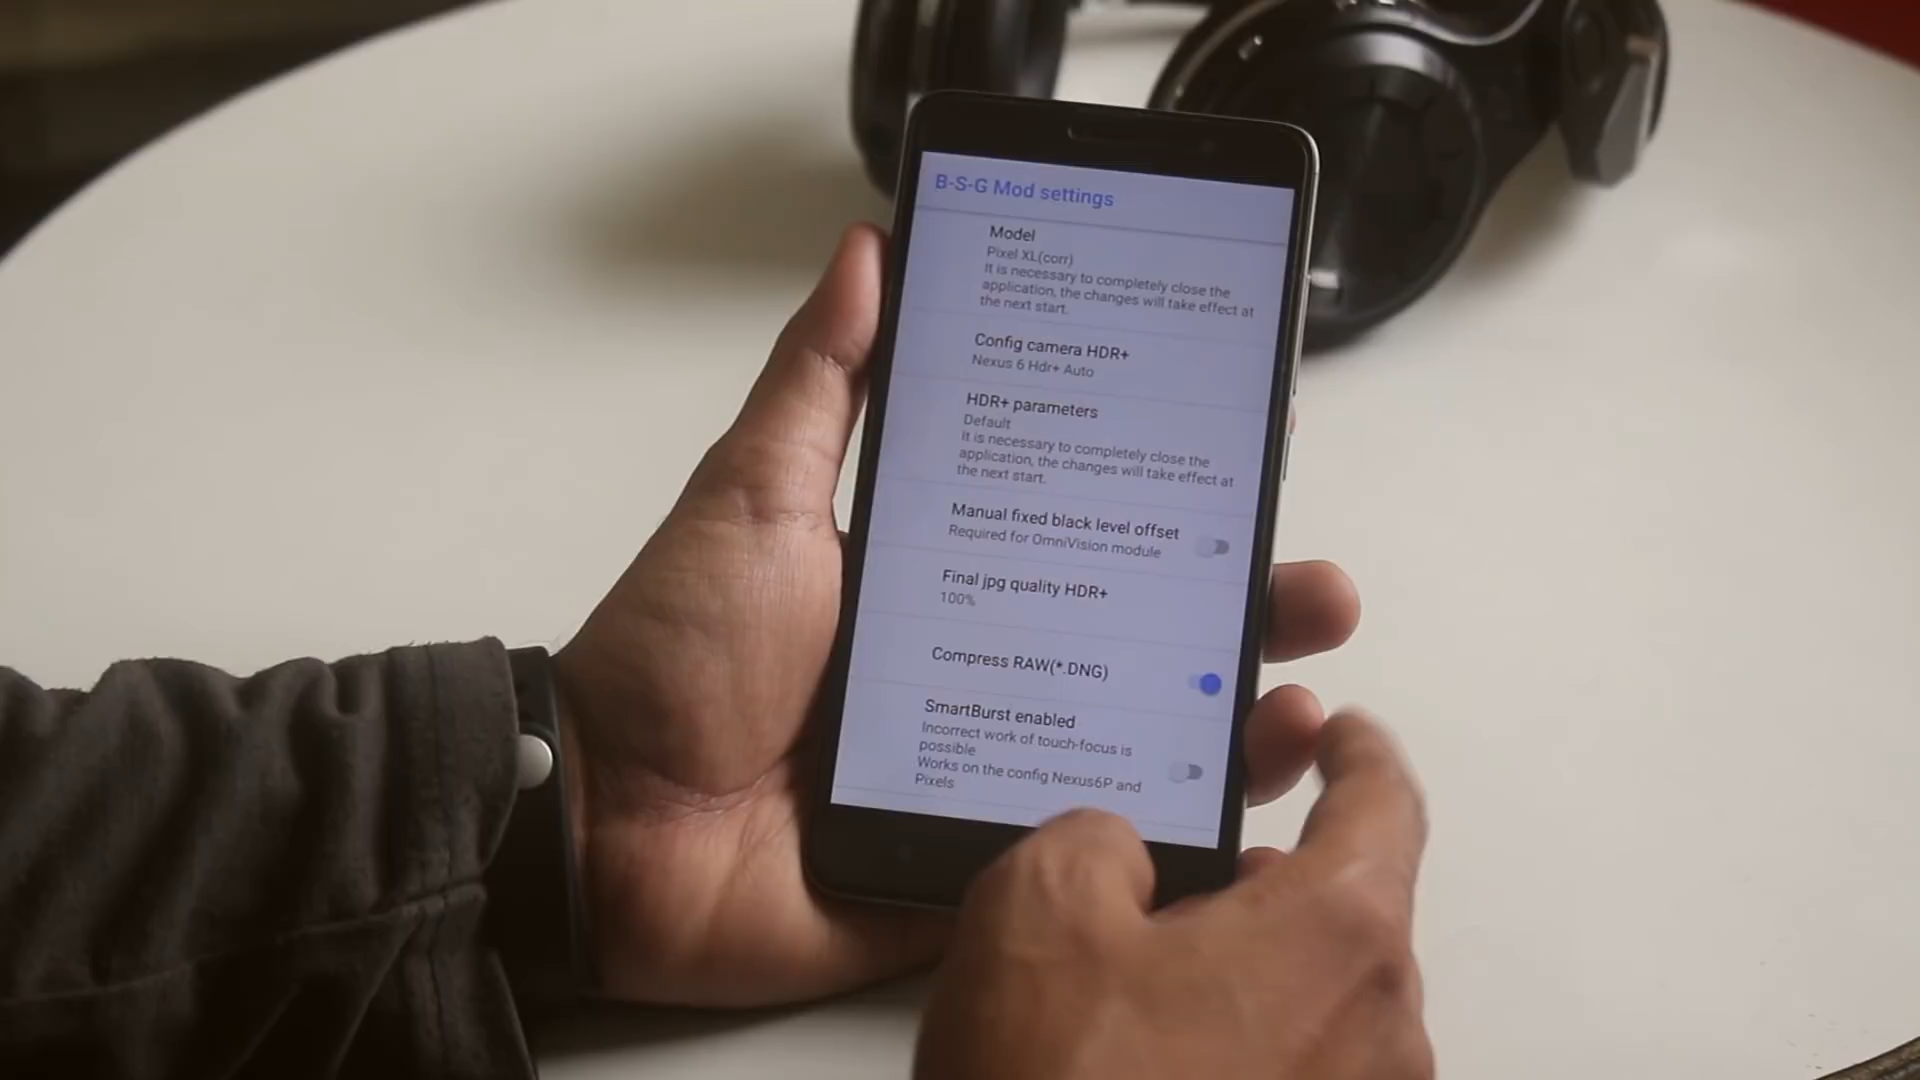 B-S-G Mod settings
Model
Pixel XL(corr)
It is necessary to completely close the
application, the changes will take effect at
the next start.
Config camera HDR+
Nexus 6 Hdr+ Auto
HDR+ parameters
Default
It is necessary to completely close the
application, the changes will take effect at
the next start.
Manual fixed black level offset
Required for OmniVision module
Final jpg quality HDR+
100%
Compress RAW(*.DNG)
SmartBurst enabled
Incorrect work of touch-focus is
possible
Works on the config Nexus6P and
Pixels